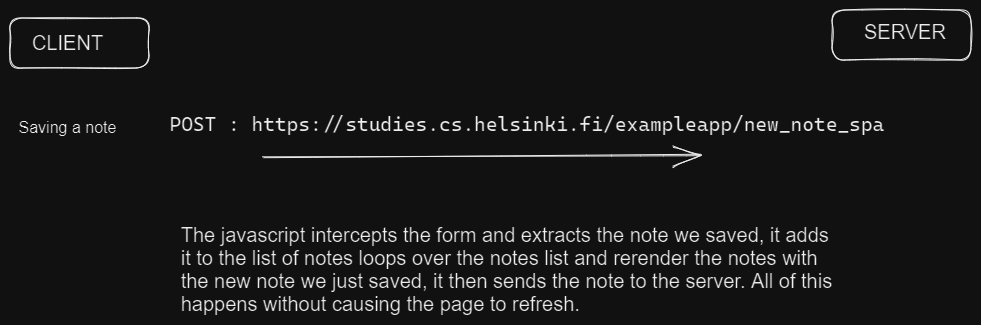 CLIENT
SERVER
Saving a note
POST : https://studies.cs.helsinki.fi/exampleapp/new_note_spa
The javascript intercepts the form and extracts the note we saved, it adds
it to the list of notes loops over the notes list and rerender the notes with
the new note we just saved, it then sends the note to the server. All of this
happens without causing the page to refresh.